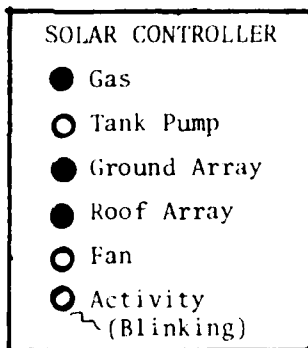 SOLAR CONTROLLER
Gas
Tank Pump
Ground Array
Roof Array
Fan
Activity
(Blinking)